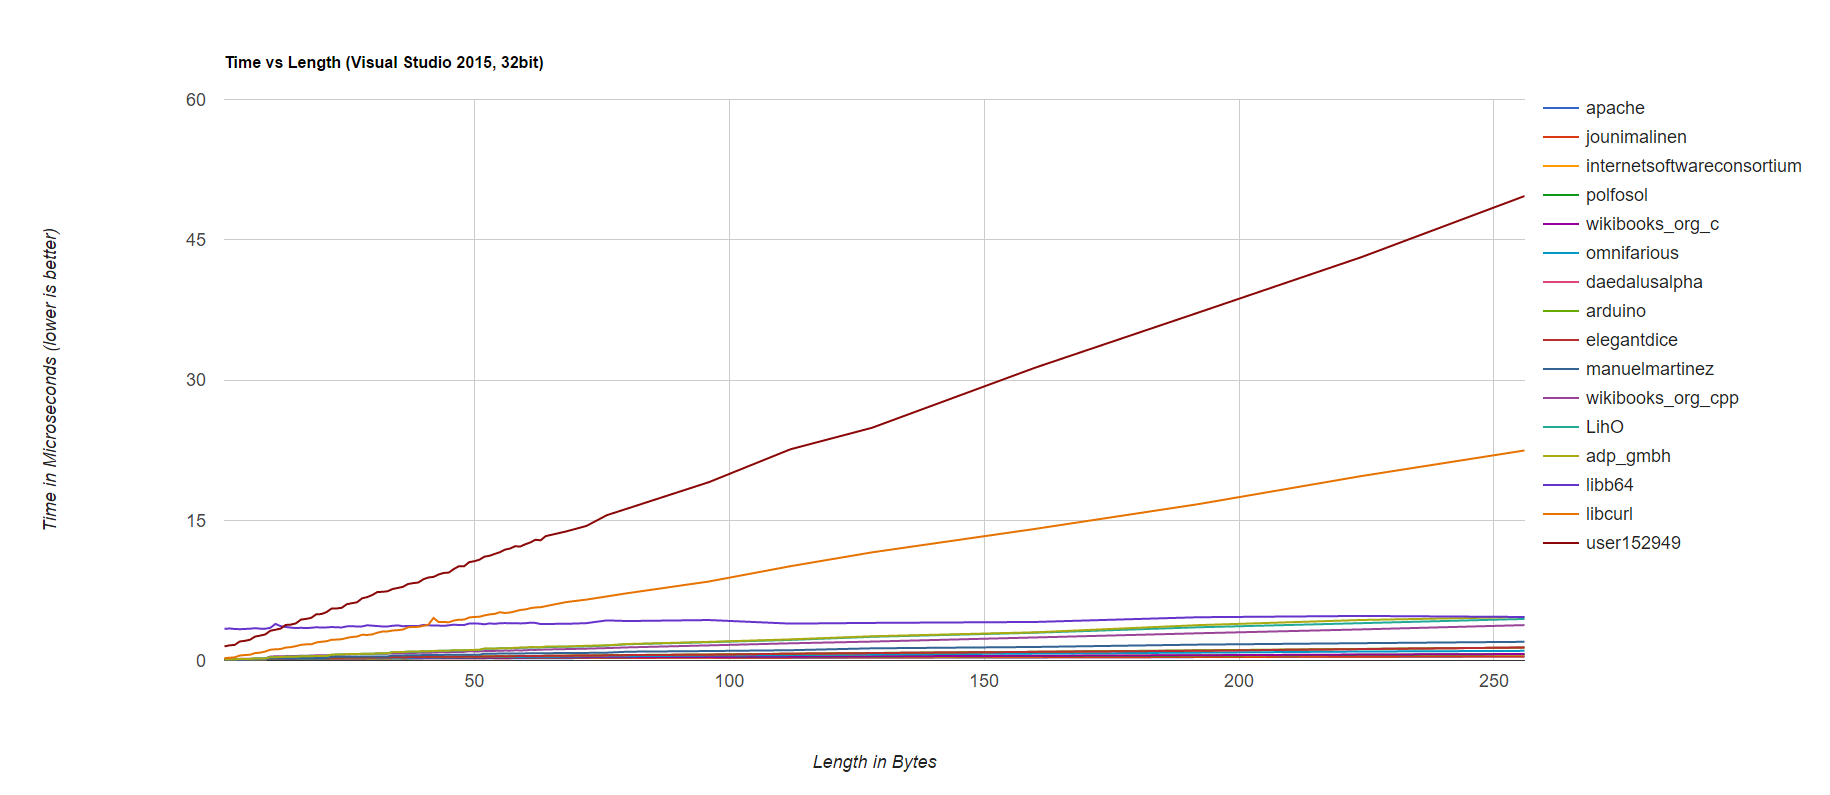 Time vs Length (Visual Studio 2015, 32bit)
60
45
30
15
0
50
100
150
200
250
Time in Microseconds (lower is better)
Length in Bytes
apache
jounimalinen
internetsoftwareconsortium
polfosol
wikibooks_org_c
omnifarious
daedalusalpha
arduino
elegantdice
manuelmartinez
wikibooks_org_cpp
LihO
adp_gmbh
libb64
libcurl
user152949